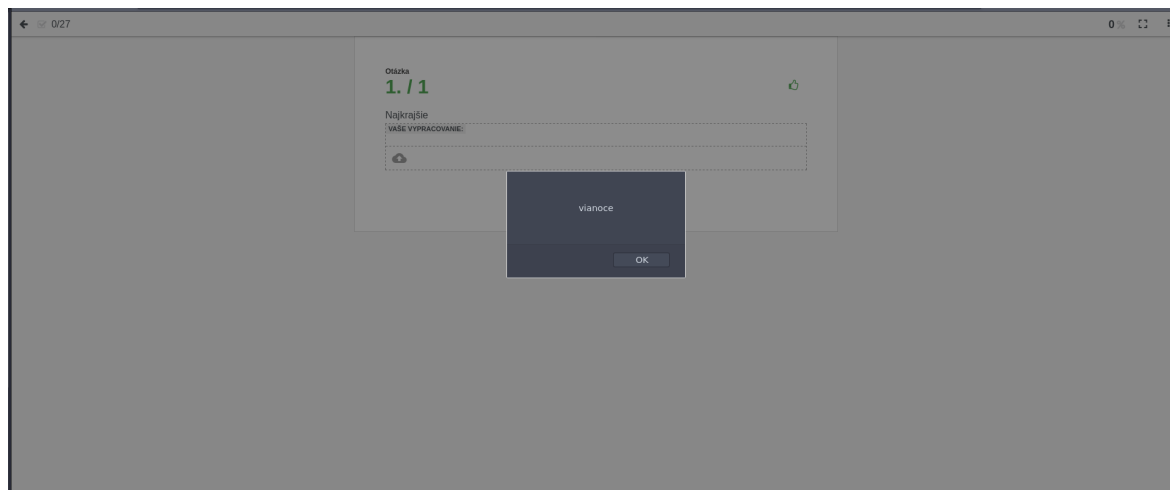 0/27
0 %
Otázka
1. / 1
Najkrajšie
VAŠE VYPRACOVANIE:
vianoce
OK